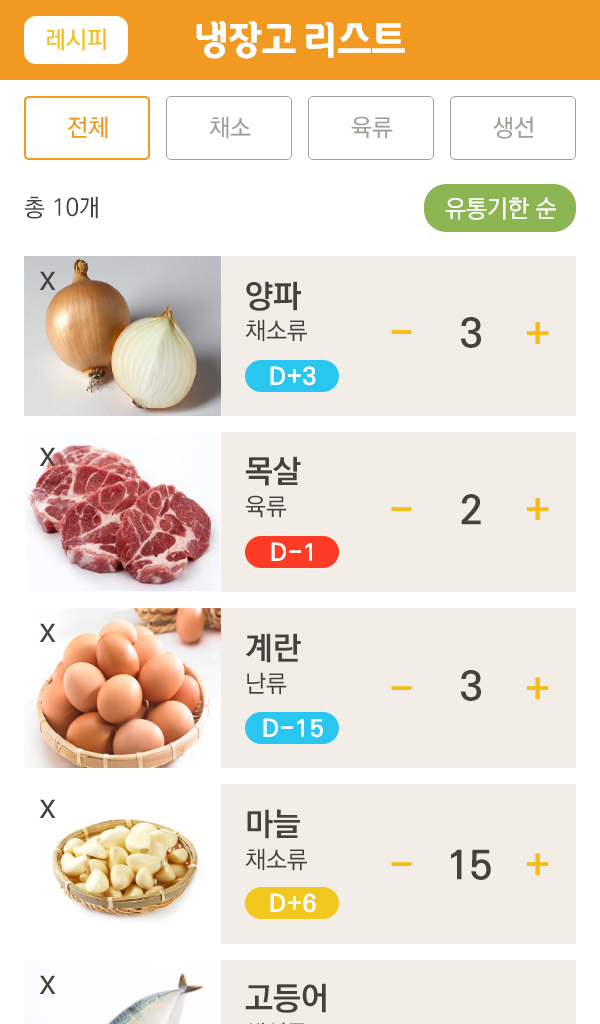 레시피
냉장고 리스트
전체
채소
육류
생선
총 10개
유통기한 순
X
양파
채소류
D+3
− 3 +
X
목살
육류
D−1
− 2 +
X
계란
난류
D−15
− 3 +
X
마늘
채소류
D+6
− 15 +
X
고등어